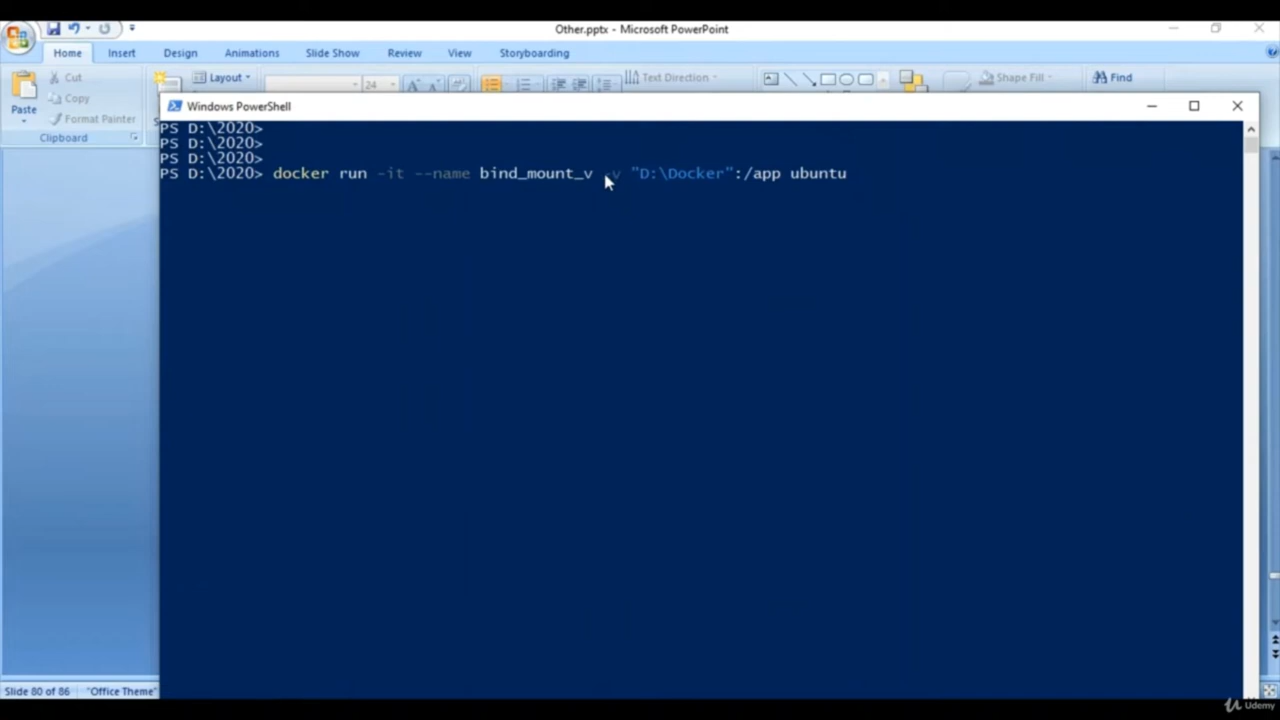 Other.pptx - Microsoft PowerPoint
Home Insert Design Animations Slide Show Review View Storyboarding
Cut
Copy
Format Painter
Paste
Clipboard
Layout
24
Text Direction
Shape Fill
Find
Windows PowerShell
PS D:\2020>
PS D:\2020>
PS D:\2020>
PS D:\2020> docker run -it --name bind_mount_v -v "D:\Docker":/app ubuntu
Slide 80 of 86 "Office Theme"
Udemy